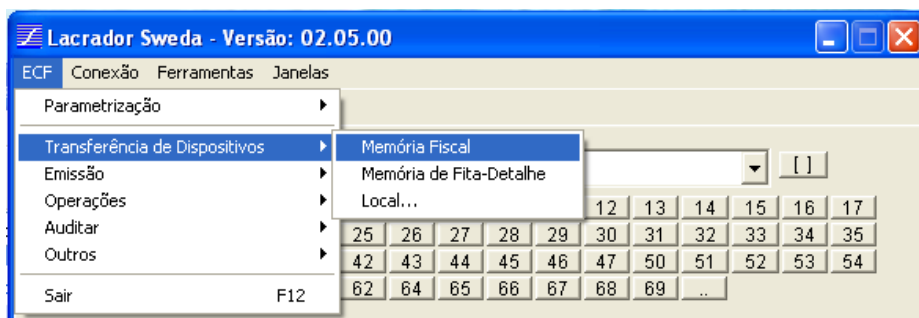 Lacrador Sweda - Versão: 02.05.00
ECF Conexão Ferramentas Janelas
Parametrização
Transferência de Dispositivos Memória Fiscal
Emissão Memória de Fita-Detalhe [ ]
Operações Local... 12 13 14 15 16 17
Auditar 25 26 27 28 29 30 31 32 33 34 35
Outros 42 43 44 45 46 47 50 51 52 53 54
Sair F12 62 64 65 66 67 68 69 ..